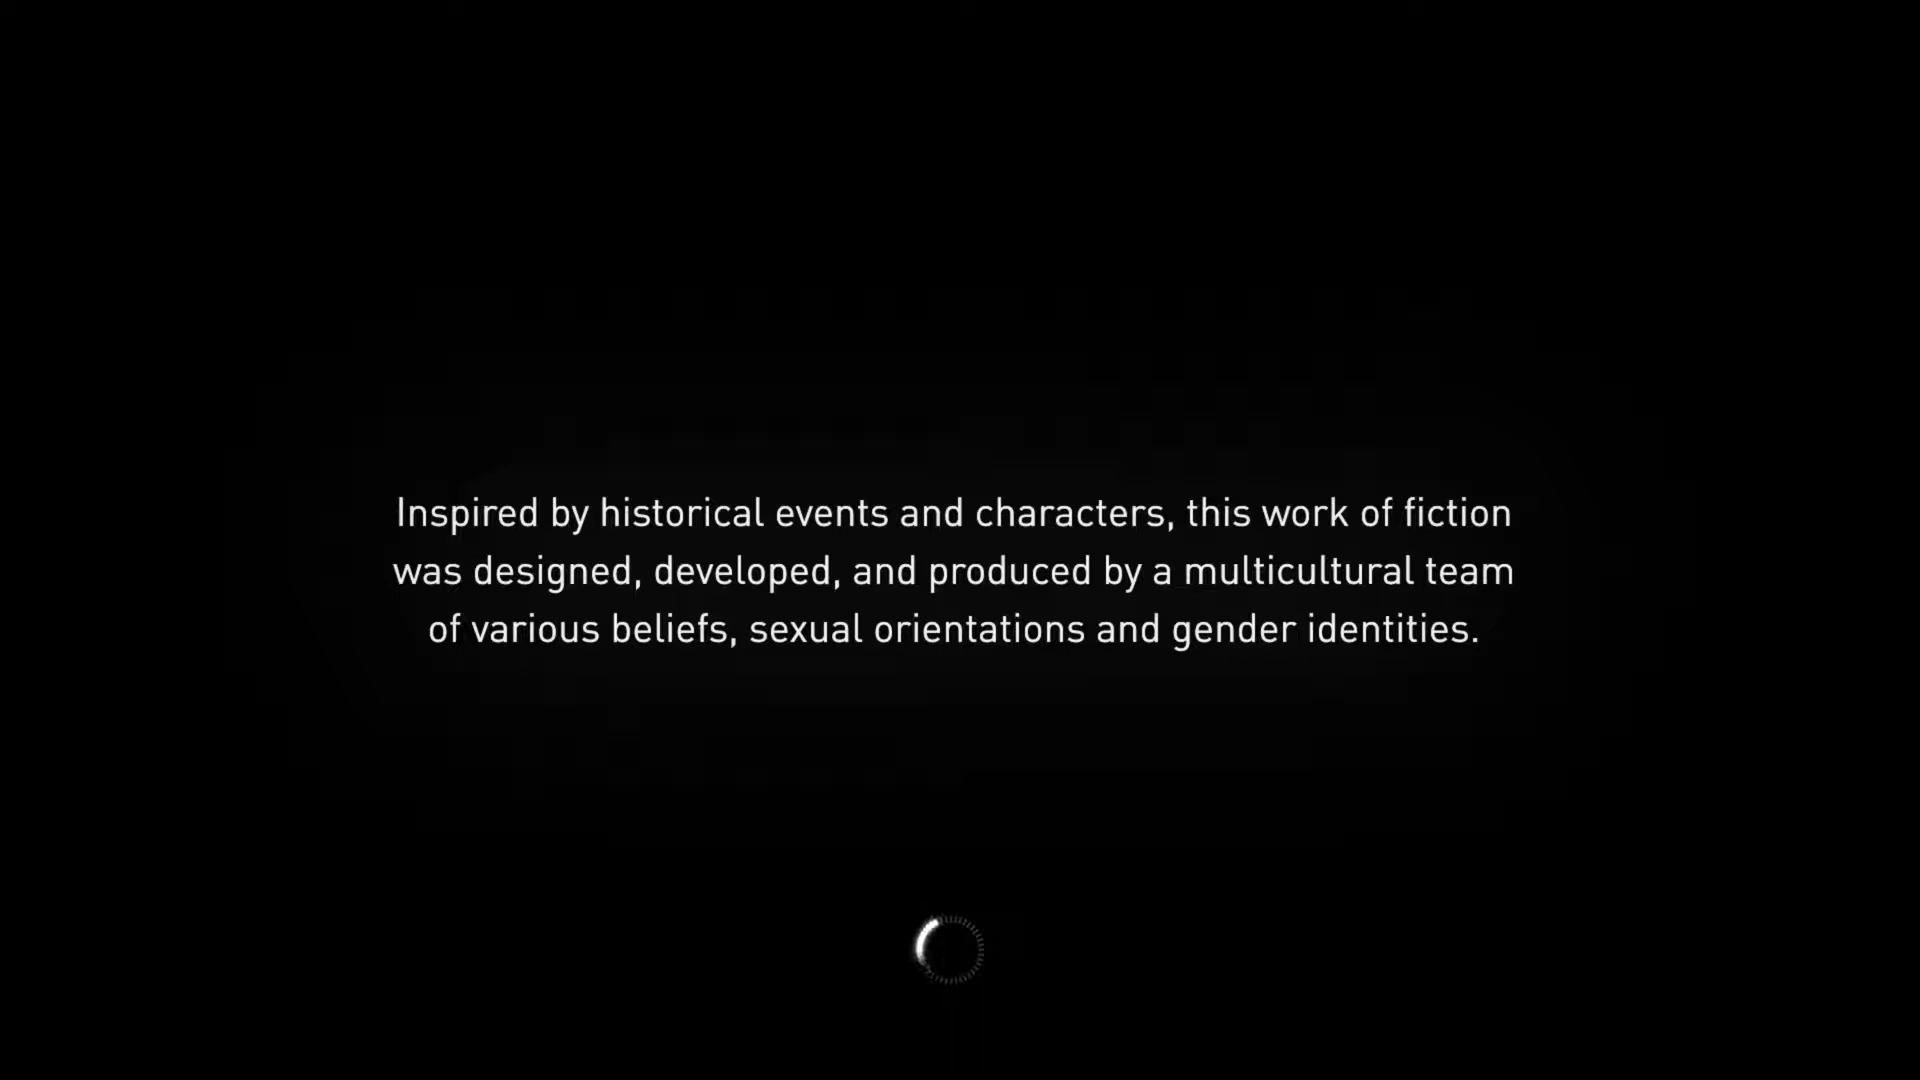 Inspired by historical events and characters, this work of fiction
was designed, developed, and produced by a multicultural team
of various beliefs, sexual orientations and gender identities.